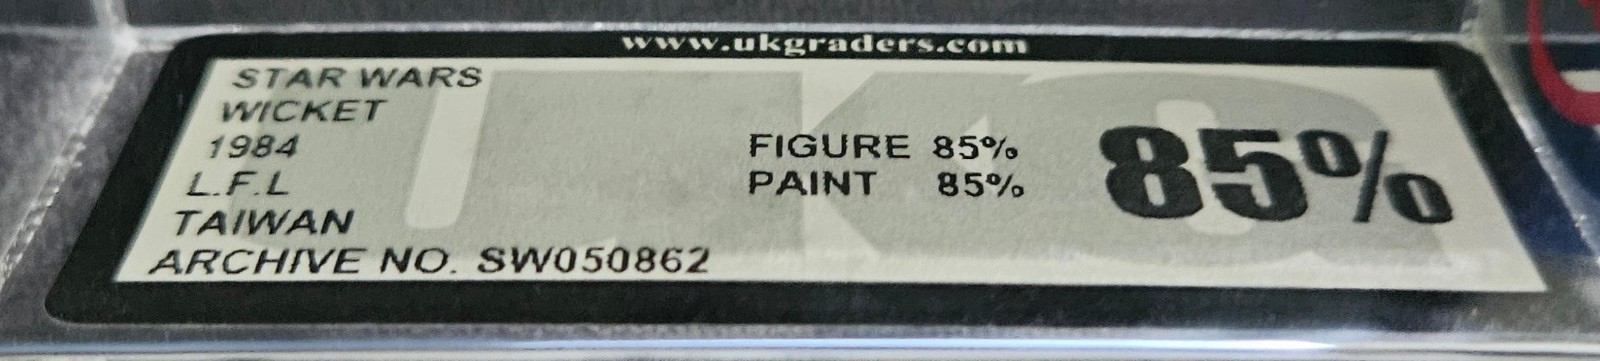 www.ukgraders.com
STAR WARS
WICKET
1984
L.F.L
TAIWAN
ARCHIVE NO. SW050862
FIGURE 85%
PAINT 85%
85%